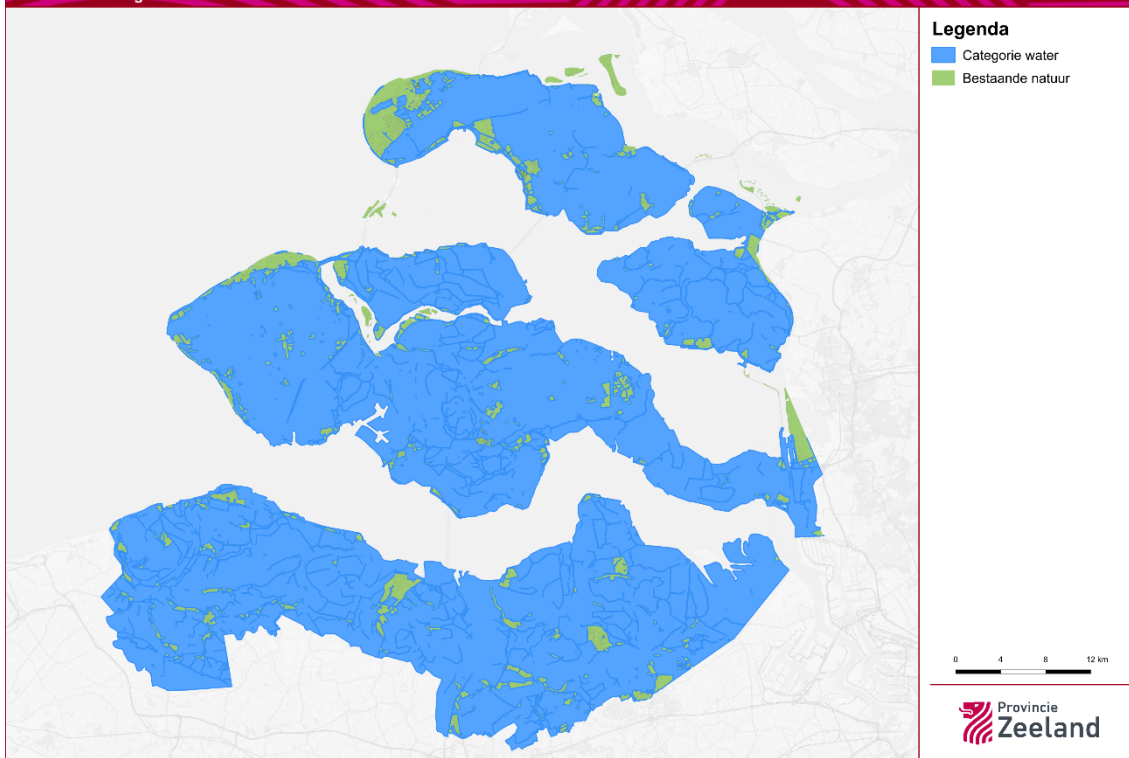 Legenda
Categorie water
Bestaande natuur
0 4 8 12 km
Provincie
Zeeland